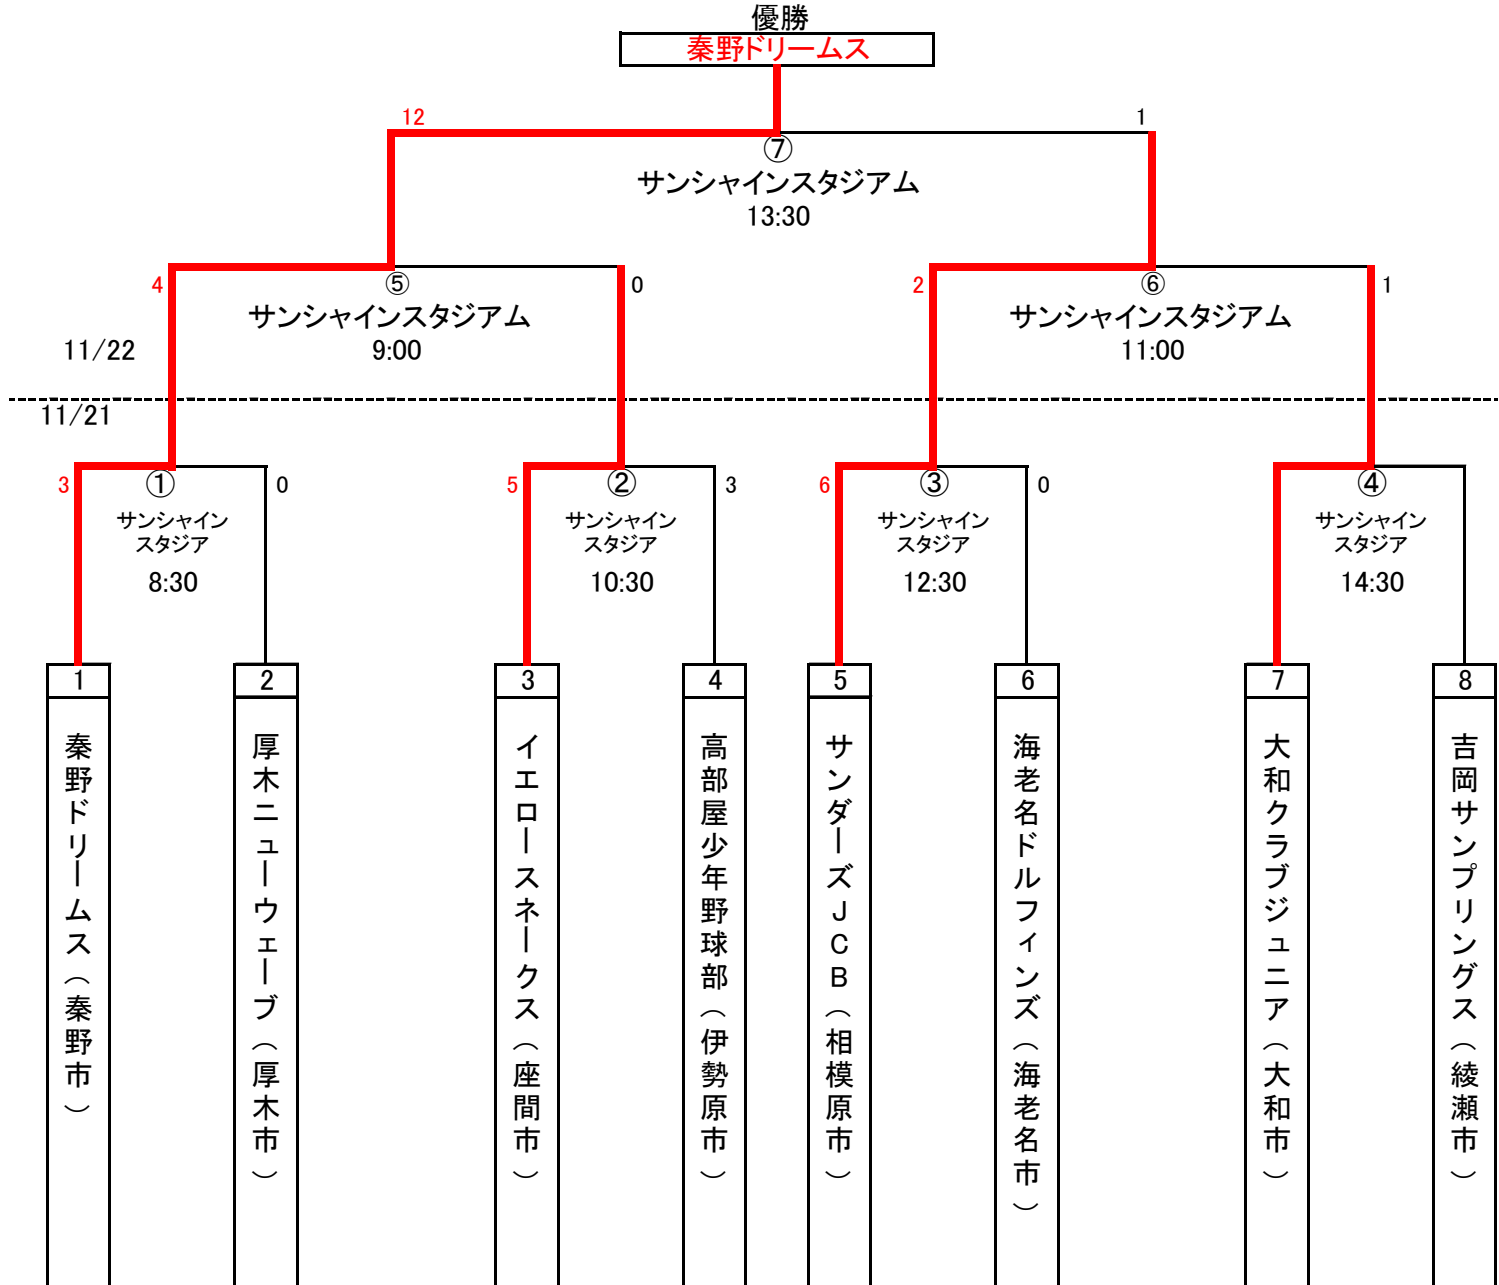 優勝
秦野ドリームス
12
1
⑦
サンシャインスタジアム
13:30
4
⑤
0
2
⑥
1
サンシャインスタジアム
サンシャインスタジアム
11/22
9:00
11:00
11/21
3
①
0
5
②
3
6
③
0
④
サンシャイン
スタジア
サンシャイン
スタジア
サンシャイン
スタジア
サンシャイン
スタジア
8:30
10:30
12:30
14:30
1
2
3
4
5
6
7
8
秦野ドリームス（秦野市）
厚木ニューウェーブ（厚木市）
イエロースネークス（座間市）
高部屋少年野球部（伊勢原市）
サンダーズJCB（相模原市）
海老名ドルフィンズ（海老名市）
大和クラブジュニア（大和市）
吉岡サンプリングス（綾瀬市）